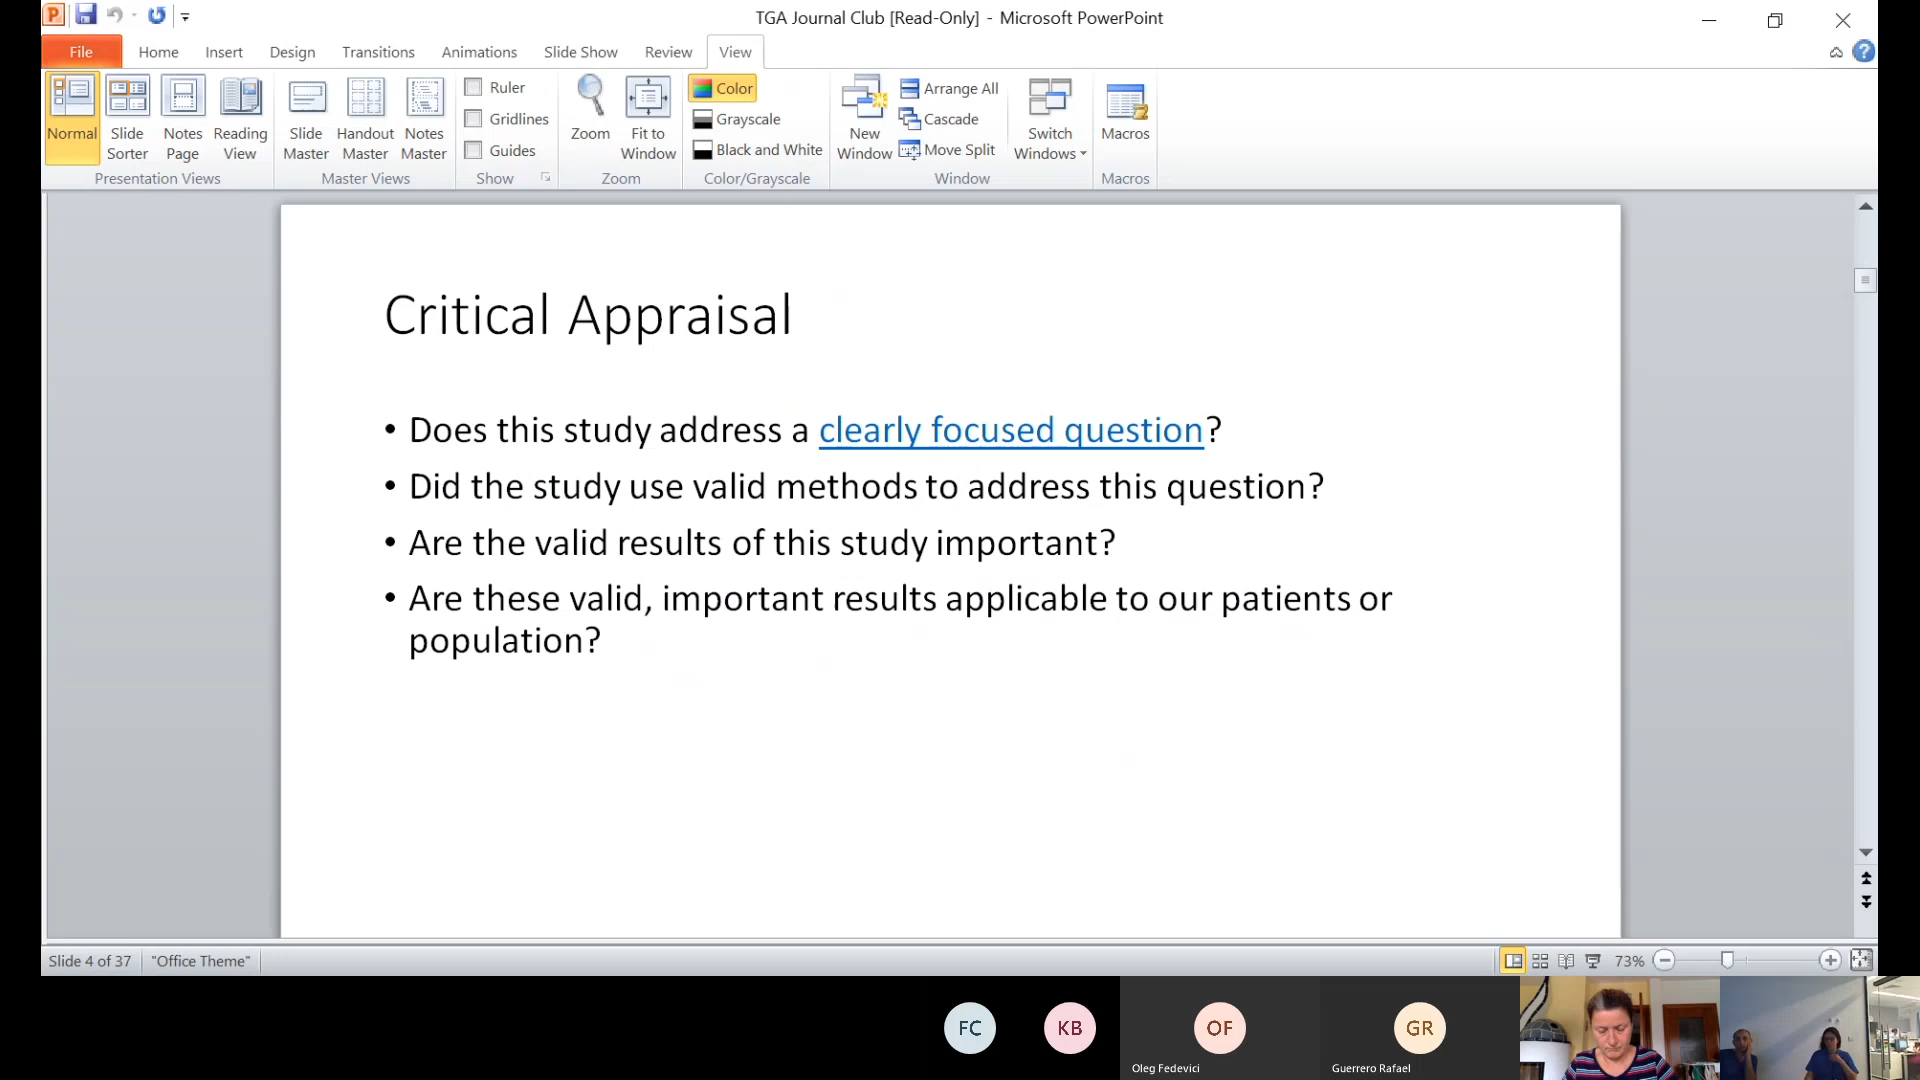 TGA Journal Club [Read-Only] - Microsoft PowerPoint
File Home Insert Design Transitions Animations Slide Show Review View
Normal
Slide Sorter
Notes Page
Reading View
Presentation Views
Slide Master
Handout Master
Notes Master
Master Views
Ruler
Gridlines
Guides
Show
Zoom
Fit to Window
Zoom
Color
Grayscale
Black and White
Color/Grayscale
New Window
Arrange All
Cascade
Move Split
Switch Windows
Window
Macros
Macros
Critical Appraisal
• Does this study address a clearly focused question?
• Did the study use valid methods to address this question?
• Are the valid results of this study important?
• Are these valid, important results applicable to our patients or
population?
Slide 4 of 37 "Office Theme" 73%
FC
KB
OF
GR
Oleg Fedevici
Guerrero Rafael